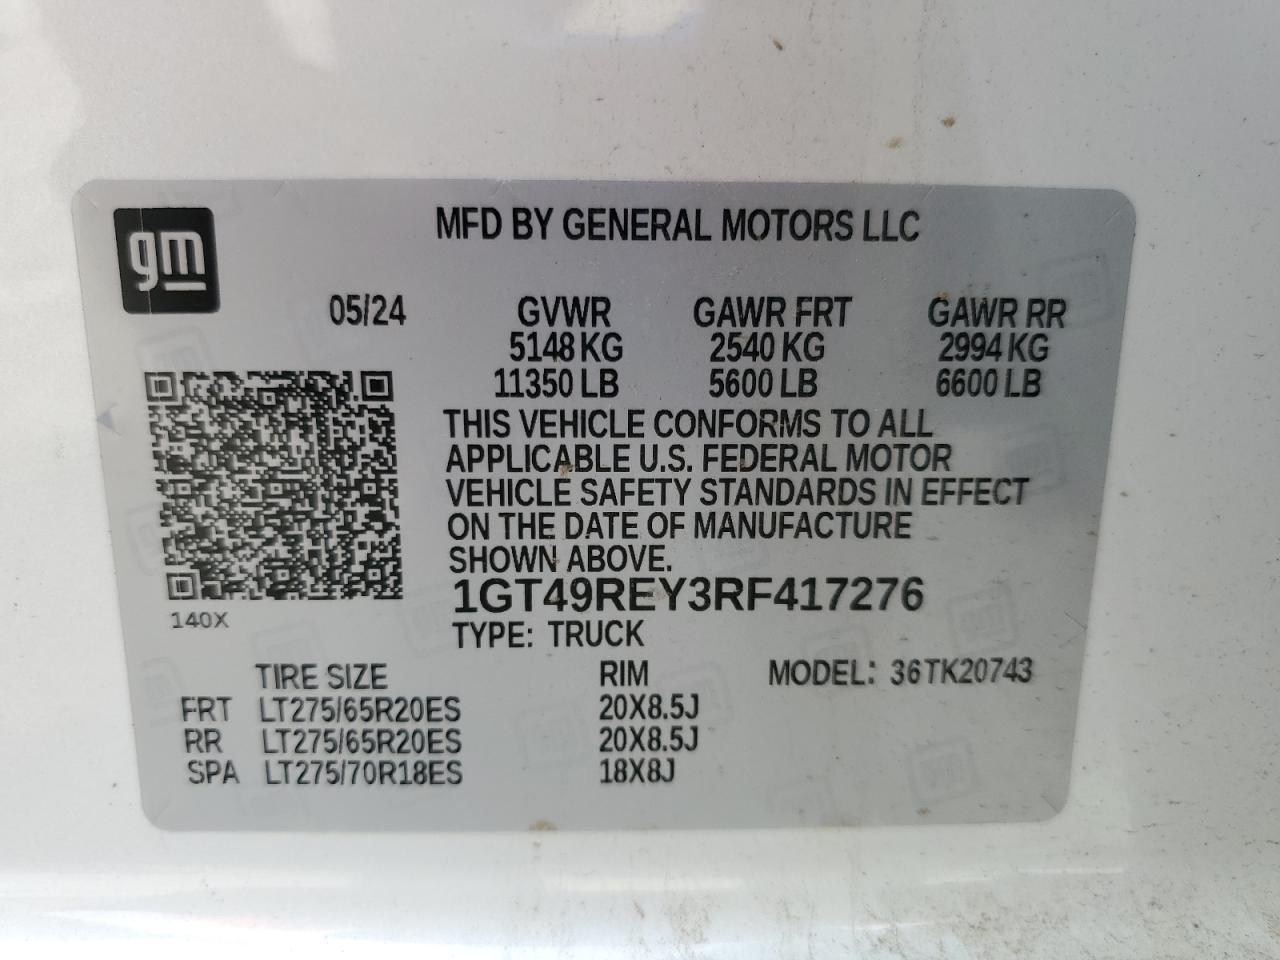 gm
MFD BY GENERAL MOTORS LLC
05/24 GVWR GAWR FRT GAWR RR
5148 KG 2540 KG 2994 KG
11350 LB 5600 LB 6600 LB
THIS VEHICLE CONFORMS TO ALL
APPLICABLE U.S. FEDERAL MOTOR
VEHICLE SAFETY STANDARDS IN EFFECT
ON THE DATE OF MANUFACTURE
SHOWN ABOVE.
1GT49REY3RF417276
140X
TYPE: TRUCK
TIRE SIZE RIM MODEL: 36TK20743
FRT LT275/65R20ES 20X8.5J
RR LT275/65R20ES 20X8.5J
SPA LT275/70R18ES 18X8J